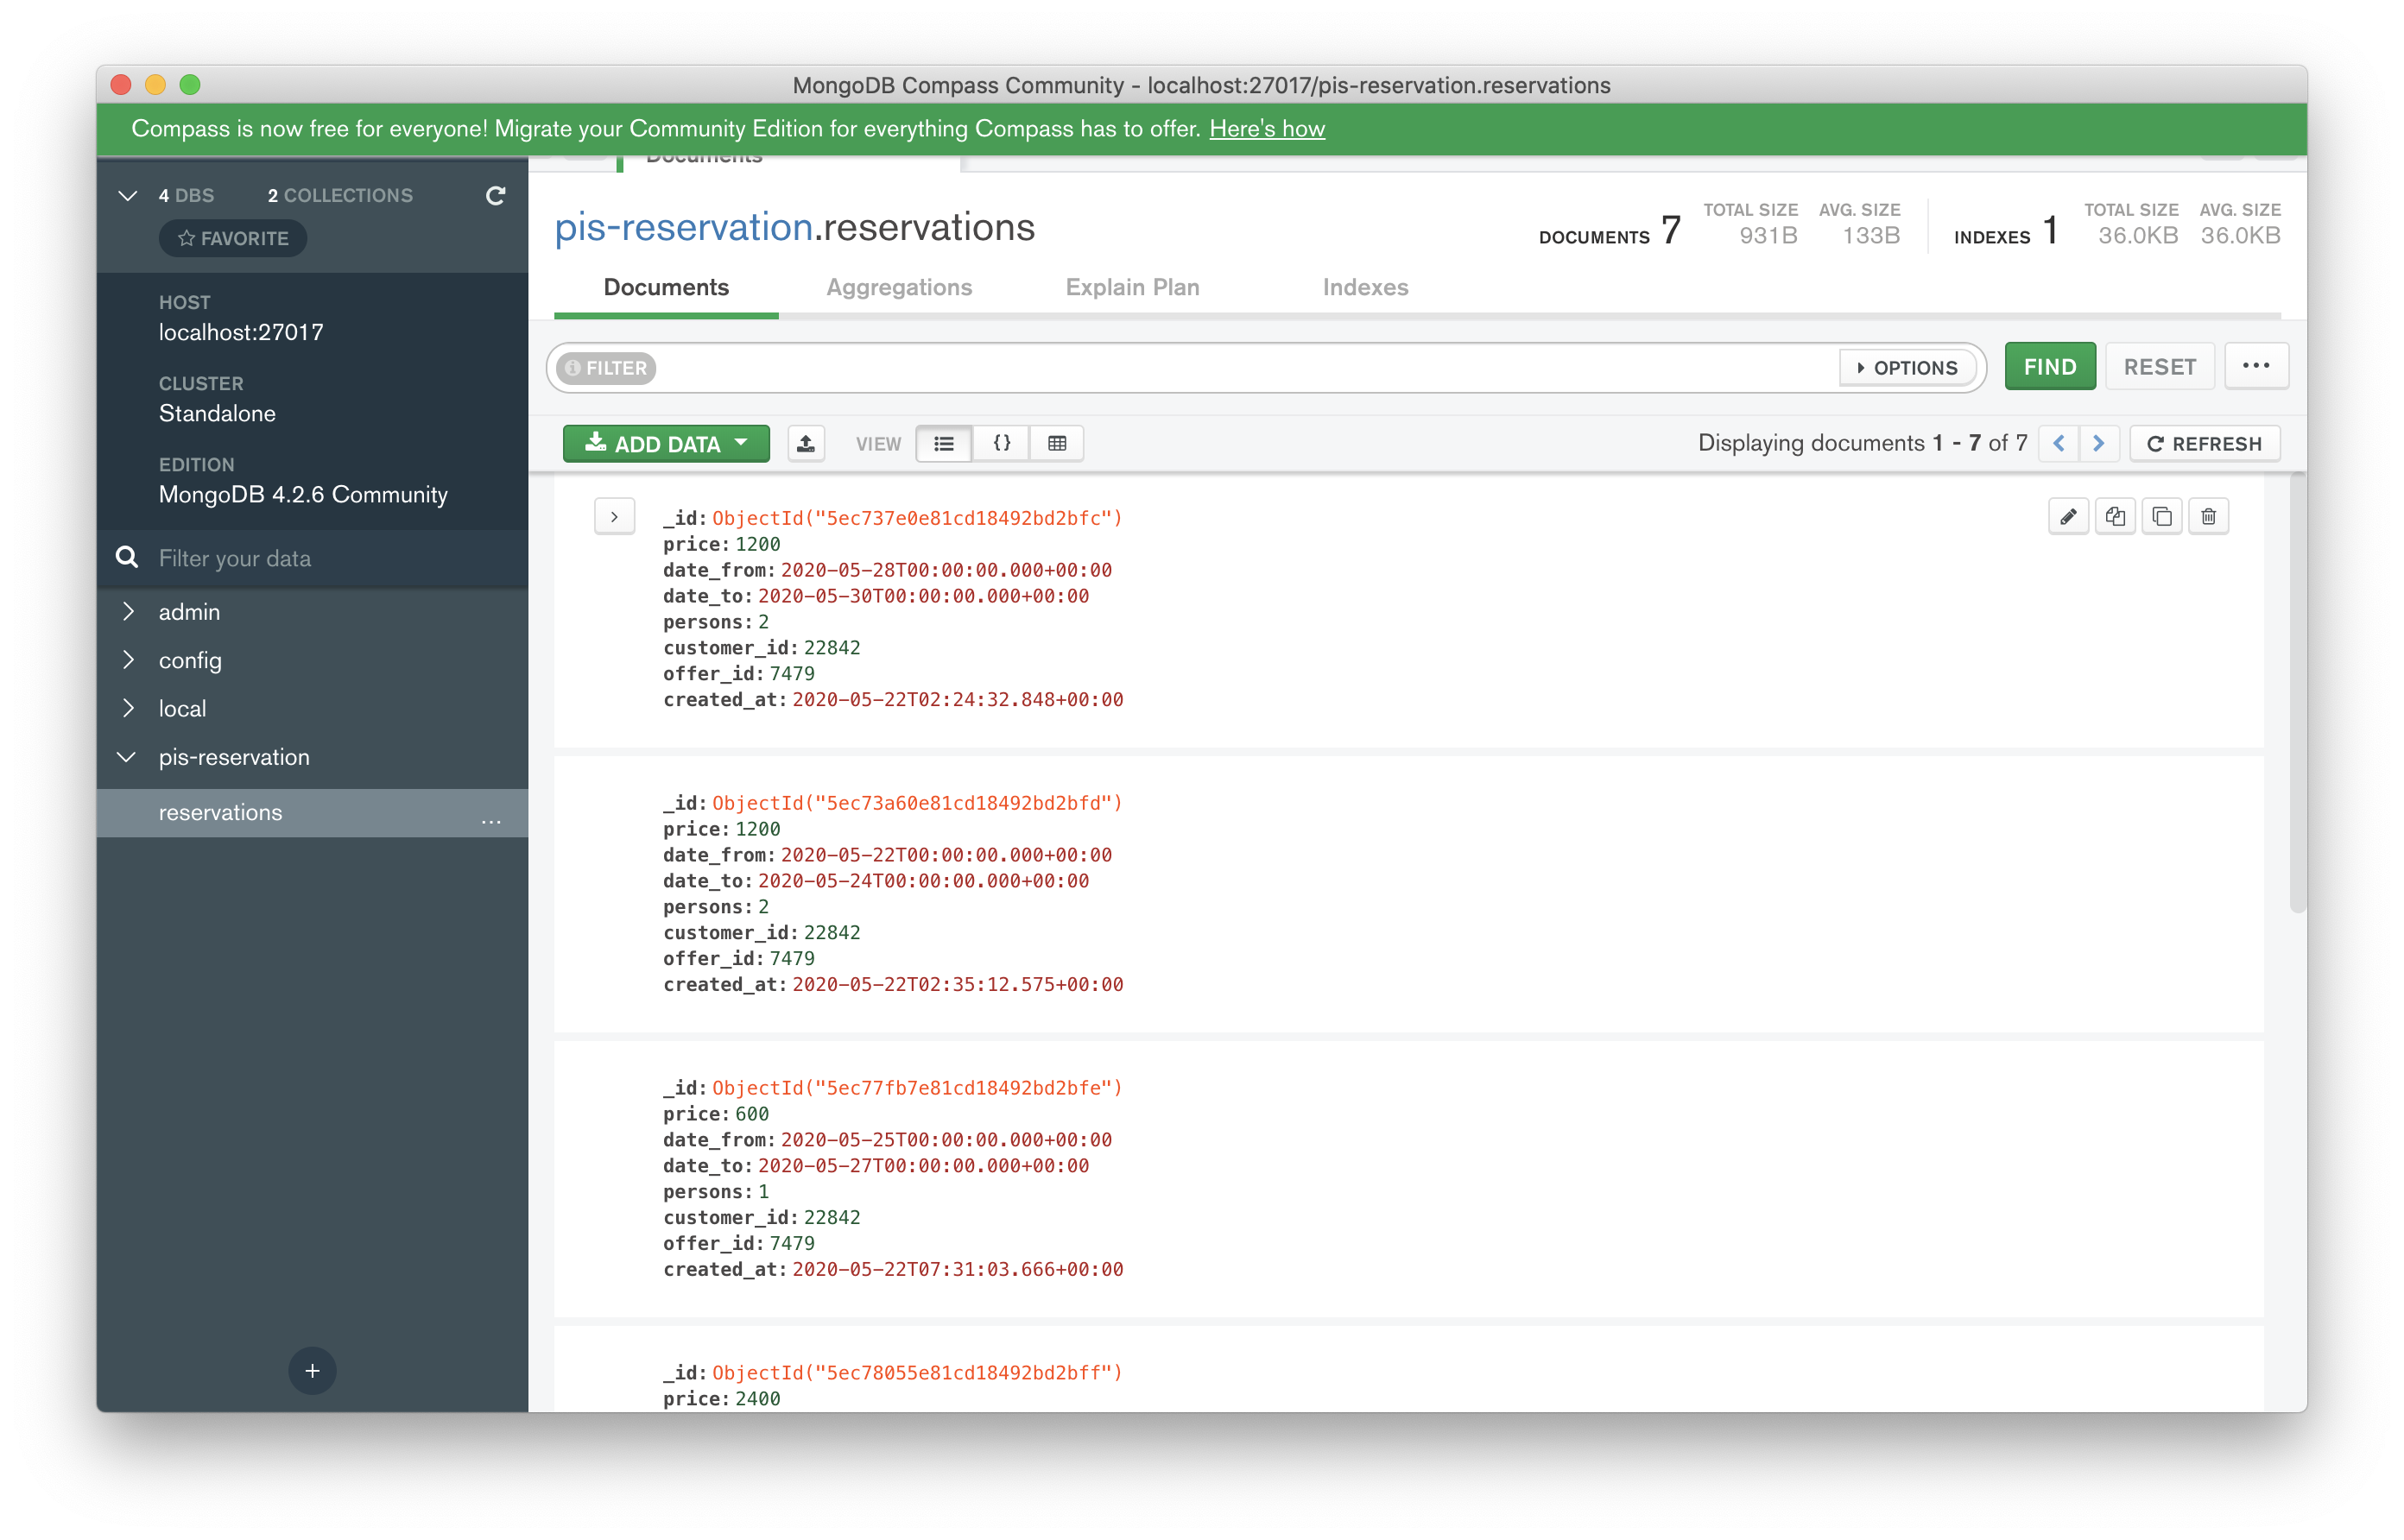 MongoDB Compass Community - localhost:27017/pis-reservation.reservations
Compass is now free for everyone! Migrate your Community Edition for everything Compass has to offer. Here's how
Documents
4 DBS 2 COLLECTIONS
FAVORITE
HOST
localhost:27017
CLUSTER
Standalone
EDITION
MongoDB 4.2.6 Community
Filter your data
admin
config
local
pis-reservation
reservations ...
pis-reservation.reservations
DOCUMENTS 7 TOTAL SIZE 931B AVG. SIZE 133B INDEXES 1 TOTAL SIZE 36.0KB AVG. SIZE 36.0KB
Documents Aggregations Explain Plan Indexes
FILTER OPTIONS FIND RESET ...
ADD DATA VIEW {} Displaying documents 1 - 7 of 7 < > REFRESH
_id: ObjectId("5ec737e0e81cd18492bd2bfc")
price: 1200
date_from: 2020-05-28T00:00:00.000+00:00
date_to: 2020-05-30T00:00:00.000+00:00
persons: 2
customer_id: 22842
offer_id: 7479
created_at: 2020-05-22T02:24:32.848+00:00
_id: ObjectId("5ec73a60e81cd18492bd2bfd")
price: 1200
date_from: 2020-05-22T00:00:00.000+00:00
date_to: 2020-05-24T00:00:00.000+00:00
persons: 2
customer_id: 22842
offer_id: 7479
created_at: 2020-05-22T02:35:12.575+00:00
_id: ObjectId("5ec77fb7e81cd18492bd2bfe")
price: 600
date_from: 2020-05-25T00:00:00.000+00:00
date_to: 2020-05-27T00:00:00.000+00:00
persons: 1
customer_id: 22842
offer_id: 7479
created_at: 2020-05-22T07:31:03.666+00:00
_id: ObjectId("5ec78055e81cd18492bd2bff")
price: 2400